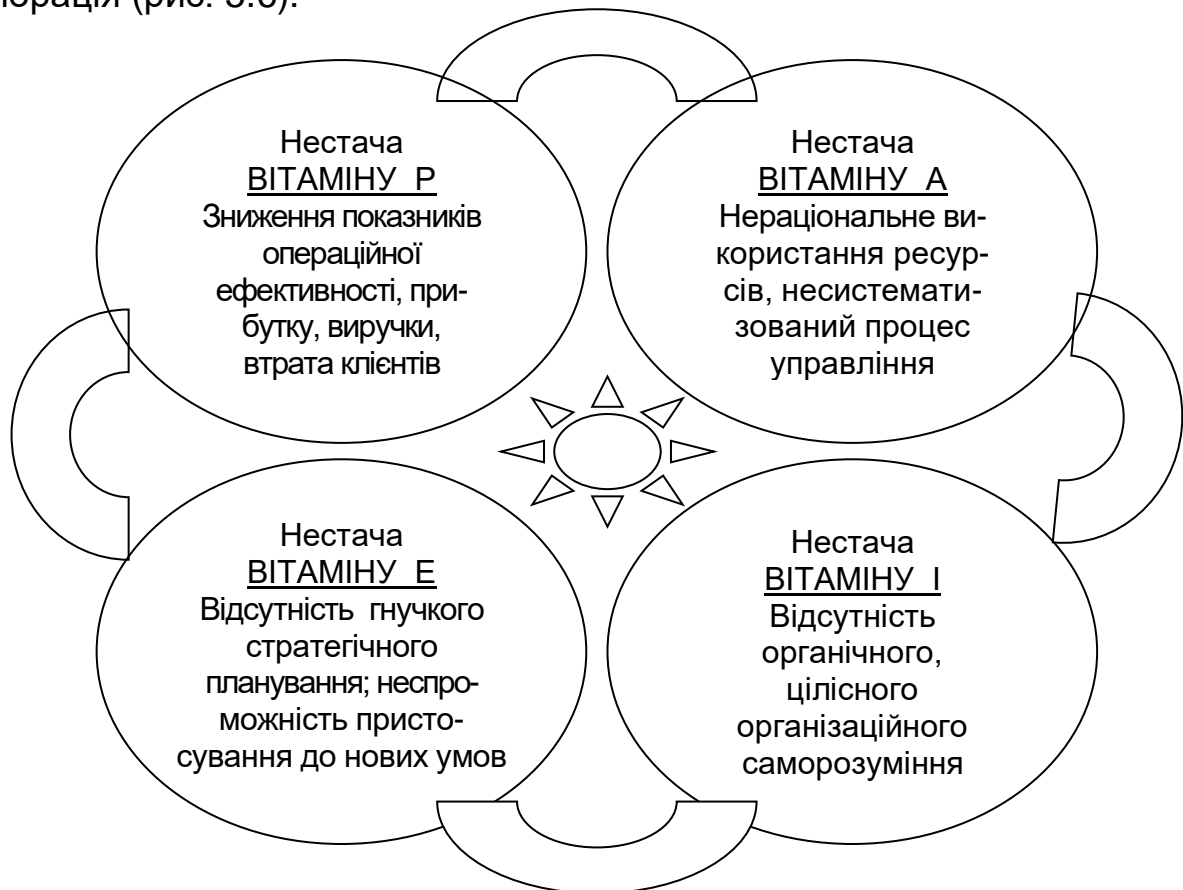 порація (рис. 3.6).
Нестача
ВІТАМІНУ Р
Зниження показників
операційної
ефективності, при-
бутку, виручки,
втрата клієнтів
Нестача
ВІТАМІНУ А
Нераціональне ви-
користання ресур-
сів, несистемати-
зований процес
управління
Нестача
ВІТАМІНУ Е
Відсутність гнучкого
стратегічного
планування; неспро-
можність присто-
сування до нових умов
Нестача
ВІТАМІНУ І
Відсутність
органічного,
цілісного
організаційного
саморозуміння